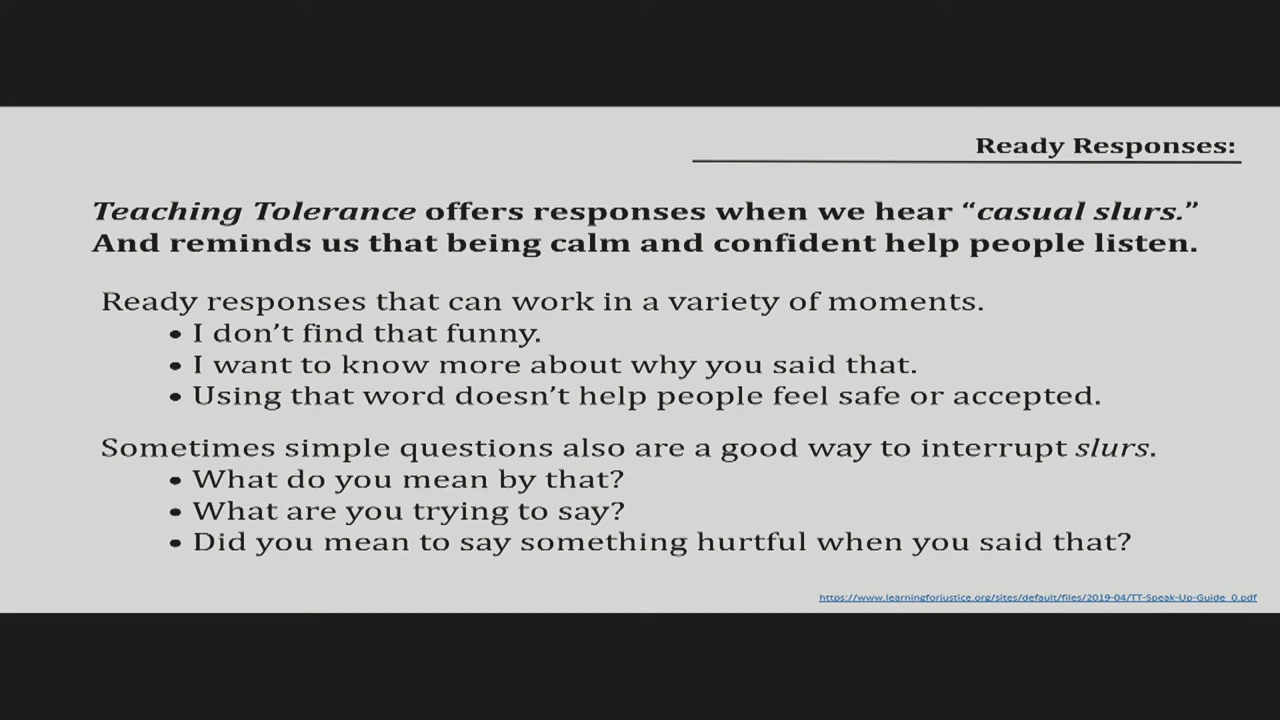 Ready Responses:
Teaching Tolerance offers responses when we hear “casual slurs.”
And reminds us that being calm and confident help people listen.
Ready responses that can work in a variety of moments.
• I don’t find that funny.
• I want to know more about why you said that.
• Using that word doesn’t help people feel safe or accepted.
Sometimes simple questions also are a good way to interrupt slurs.
• What do you mean by that?
• What are you trying to say?
• Did you mean to say something hurtful when you said that?
https://www.learningforjustice.org/sites/default/files/2019-04/TT-Speak-Up-Guide_0.pdf